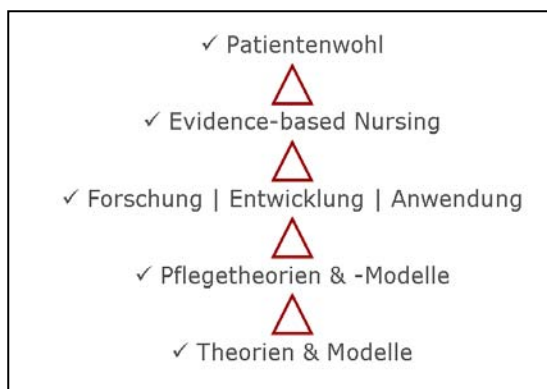 ✓ Patientenwohl
✓ Evidence-based Nursing
✓ Forschung | Entwicklung | Anwendung
✓ Pflegetheorien & -Modelle
✓ Theorien & Modelle